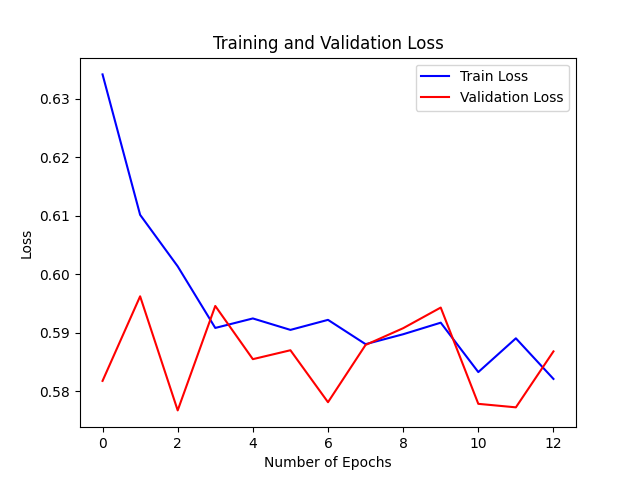 Training and Validation Loss
Train Loss
Validation Loss
0.63
0.62
0.61
0.60
0.59
0.58
Loss
0 2 4 6 8 10 12
Number of Epochs